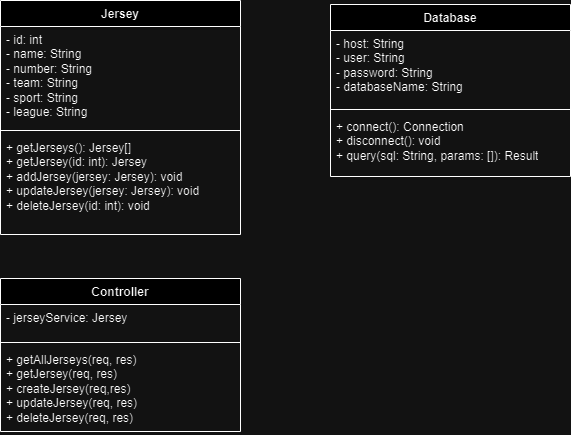 Jersey
- id: int
- name: String
- number: String
- team: String
- sport: String
- league: String
+ getJerseys(): Jersey[]
+ getJersey(id: int): Jersey
+ addJersey(jersey: Jersey): void
+ updateJersey(jersey: Jersey): void
+ deleteJersey(id: int): void
Database
- host: String
- user: String
- password: String
- databaseName: String
+ connect(): Connection
+ disconnect(): void
+ query(sql: String, params: []): Result
Controller
- jerseyService: Jersey
+ getAllJerseys(req, res)
+ getJersey(req, res)
+ createJersey(req,res)
+ updateJersey(req, res)
+ deleteJersey(req, res)